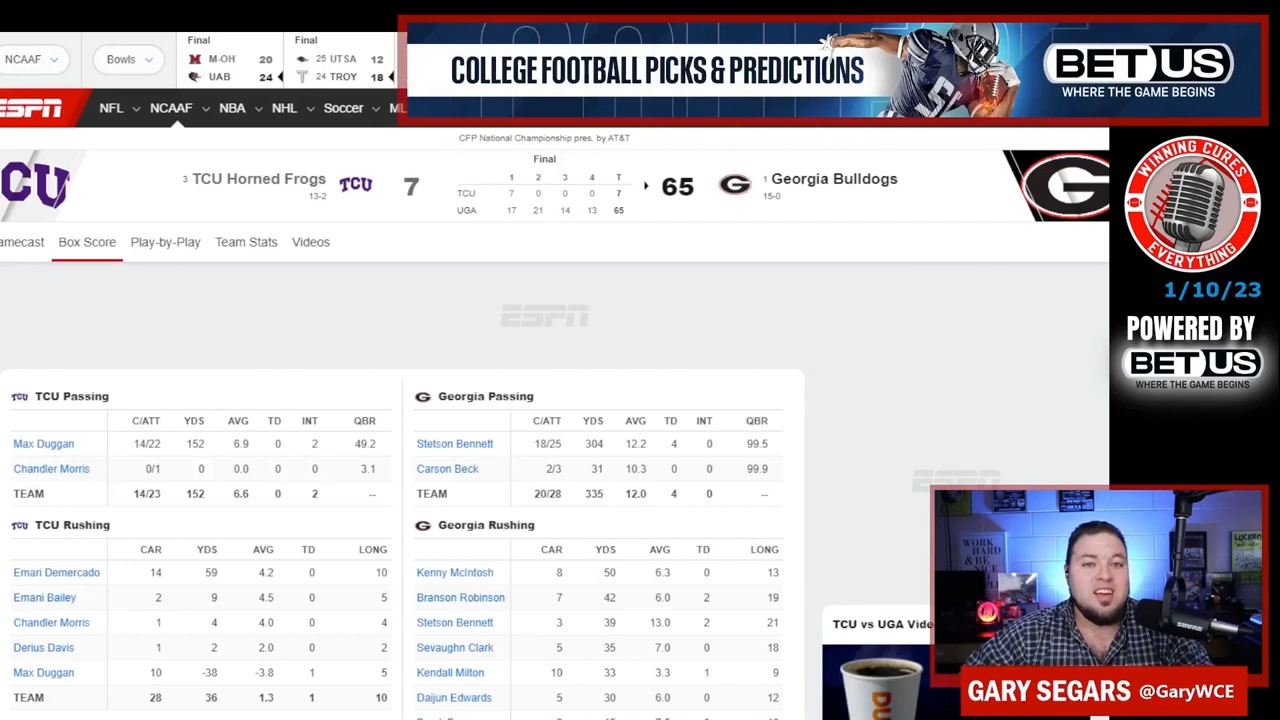 NCAAF
Bowls
Final
M-OH 20
UAB 24
Final
25 UTSA 12
24 TROY 18
COLLEGE FOOTBALL PICKS & PREDICTIONS
BETUS
WHERE THE GAME BEGINS
ESPN
NFL NCAAF NBA NHL Soccer ML
CFP National Championship pres. by AT&T
TCU
3 TCU Horned Frogs
13-2
TCU
7
Final
1 2 3 4 T
TCU 7 0 0 0 7
UGA 17 21 14 13 65
65
G
1 Georgia Bulldogs
15-0
G
amecast Box Score Play-by-Play Team Stats Videos
WINNING CURES
EVERYTHING
1/10/23
POWERED BY
BETUS
WHERE THE GAME BEGINS
ESPN
ESPN
TCU TCU Passing
C/ATT YDS AVG TD INT QBR
Max Duggan 14/22 152 6.9 0 2 49.2
Chandler Morris 0/1 0 0.0 0 0 3.1
TEAM 14/23 152 6.6 0 2 --
G Georgia Passing
C/ATT YDS AVG TD INT QBR
Stetson Bennett 18/25 304 12.2 4 0 99.5
Carson Beck 2/3 31 10.3 0 0 99.9
TEAM 20/28 335 12.0 4 0 --
TCU TCU Rushing
CAR YDS AVG TD LONG
Emari Demercado 14 59 4.2 0 10
Emani Bailey 2 9 4.5 0 5
Chandler Morris 1 4 4.0 0 4
Derius Davis 1 2 2.0 0 2
Max Duggan 10 -38 -3.8 1 5
TEAM 28 36 1.3 1 10
G Georgia Rushing
CAR YDS AVG TD LONG
Kenny McIntosh 8 50 6.3 0 13
Branson Robinson 7 42 6.0 2 19
Stetson Bennett 3 39 13.0 2 21
Sevaughn Clark 5 35 7.0 0 18
Kendall Milton 10 33 3.3 1 9
Daijun Edwards 5 30 6.0 0 12
TCU vs UGA Vide
WORK
HARD &
BE NICE
SHURE
GARY SEGARS @GaryWCE